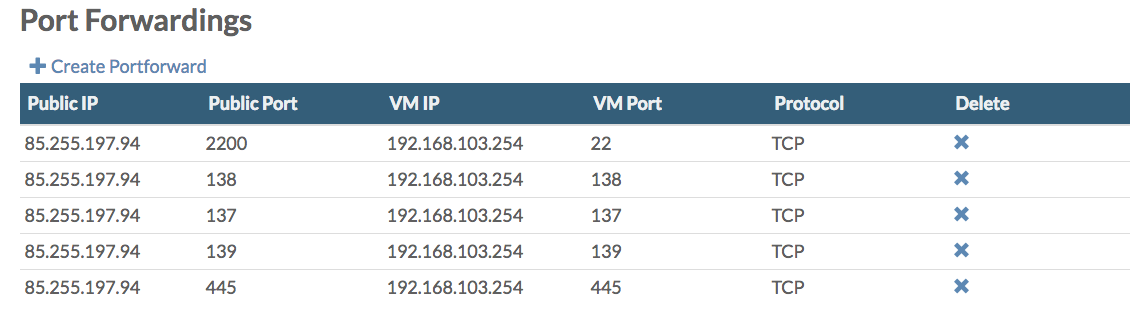 Port Forwardings
Create Portforward
Public IP Public Port VM IP VM Port Protocol Delete
85.255.197.94 2200 192.168.103.254 22 TCP
85.255.197.94 138 192.168.103.254 138 TCP
85.255.197.94 137 192.168.103.254 137 TCP
85.255.197.94 139 192.168.103.254 139 TCP
85.255.197.94 445 192.168.103.254 445 TCP